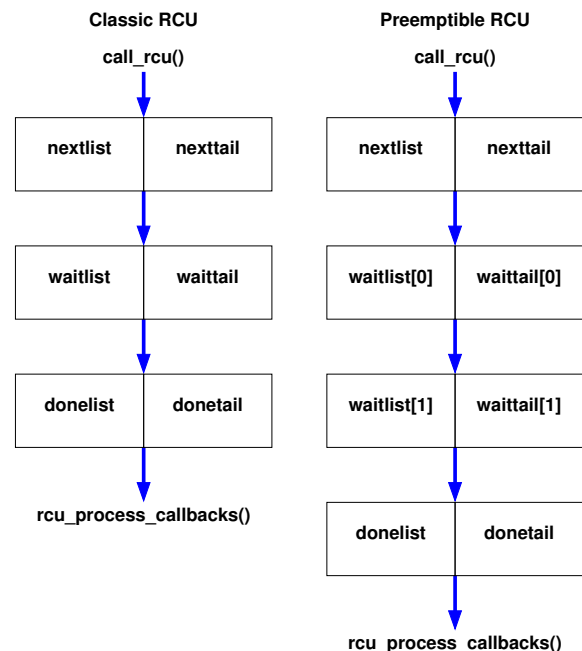 Classic RCU
call_rcu()
nextlist nexttail
waitlist waittail
donelist donetail
rcu_process_callbacks()
Preemptible RCU
call_rcu()
nextlist nexttail
waitlist[0] waittail[0]
waitlist[1] waittail[1]
donelist donetail
rcu_process_callbacks()